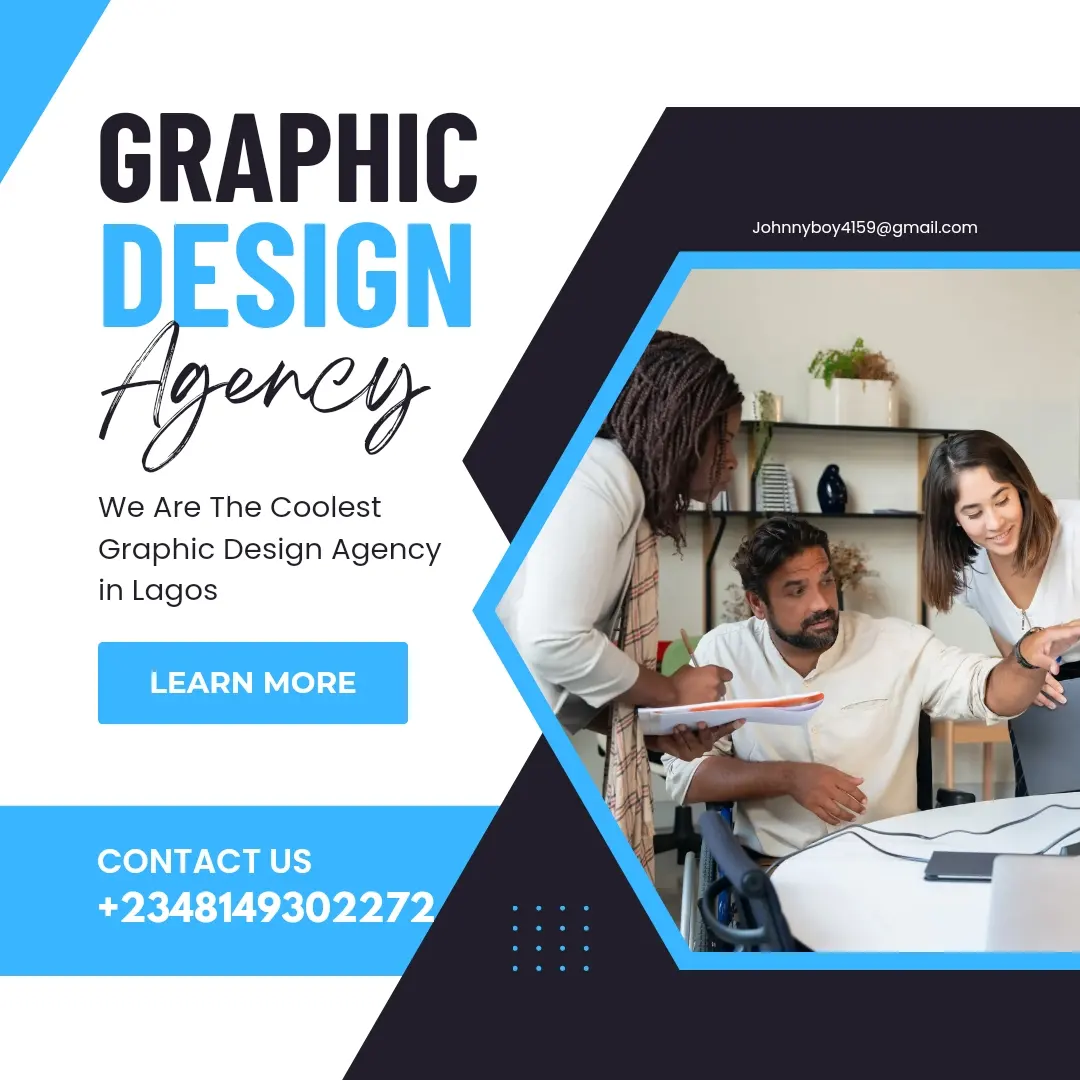 GRAPHIC
DESIGN
Agency
We Are The Coolest
Graphic Design Agency
in Lagos
LEARN MORE
CONTACT US
+2348149302272
Johnnyboy4159@gmail.com